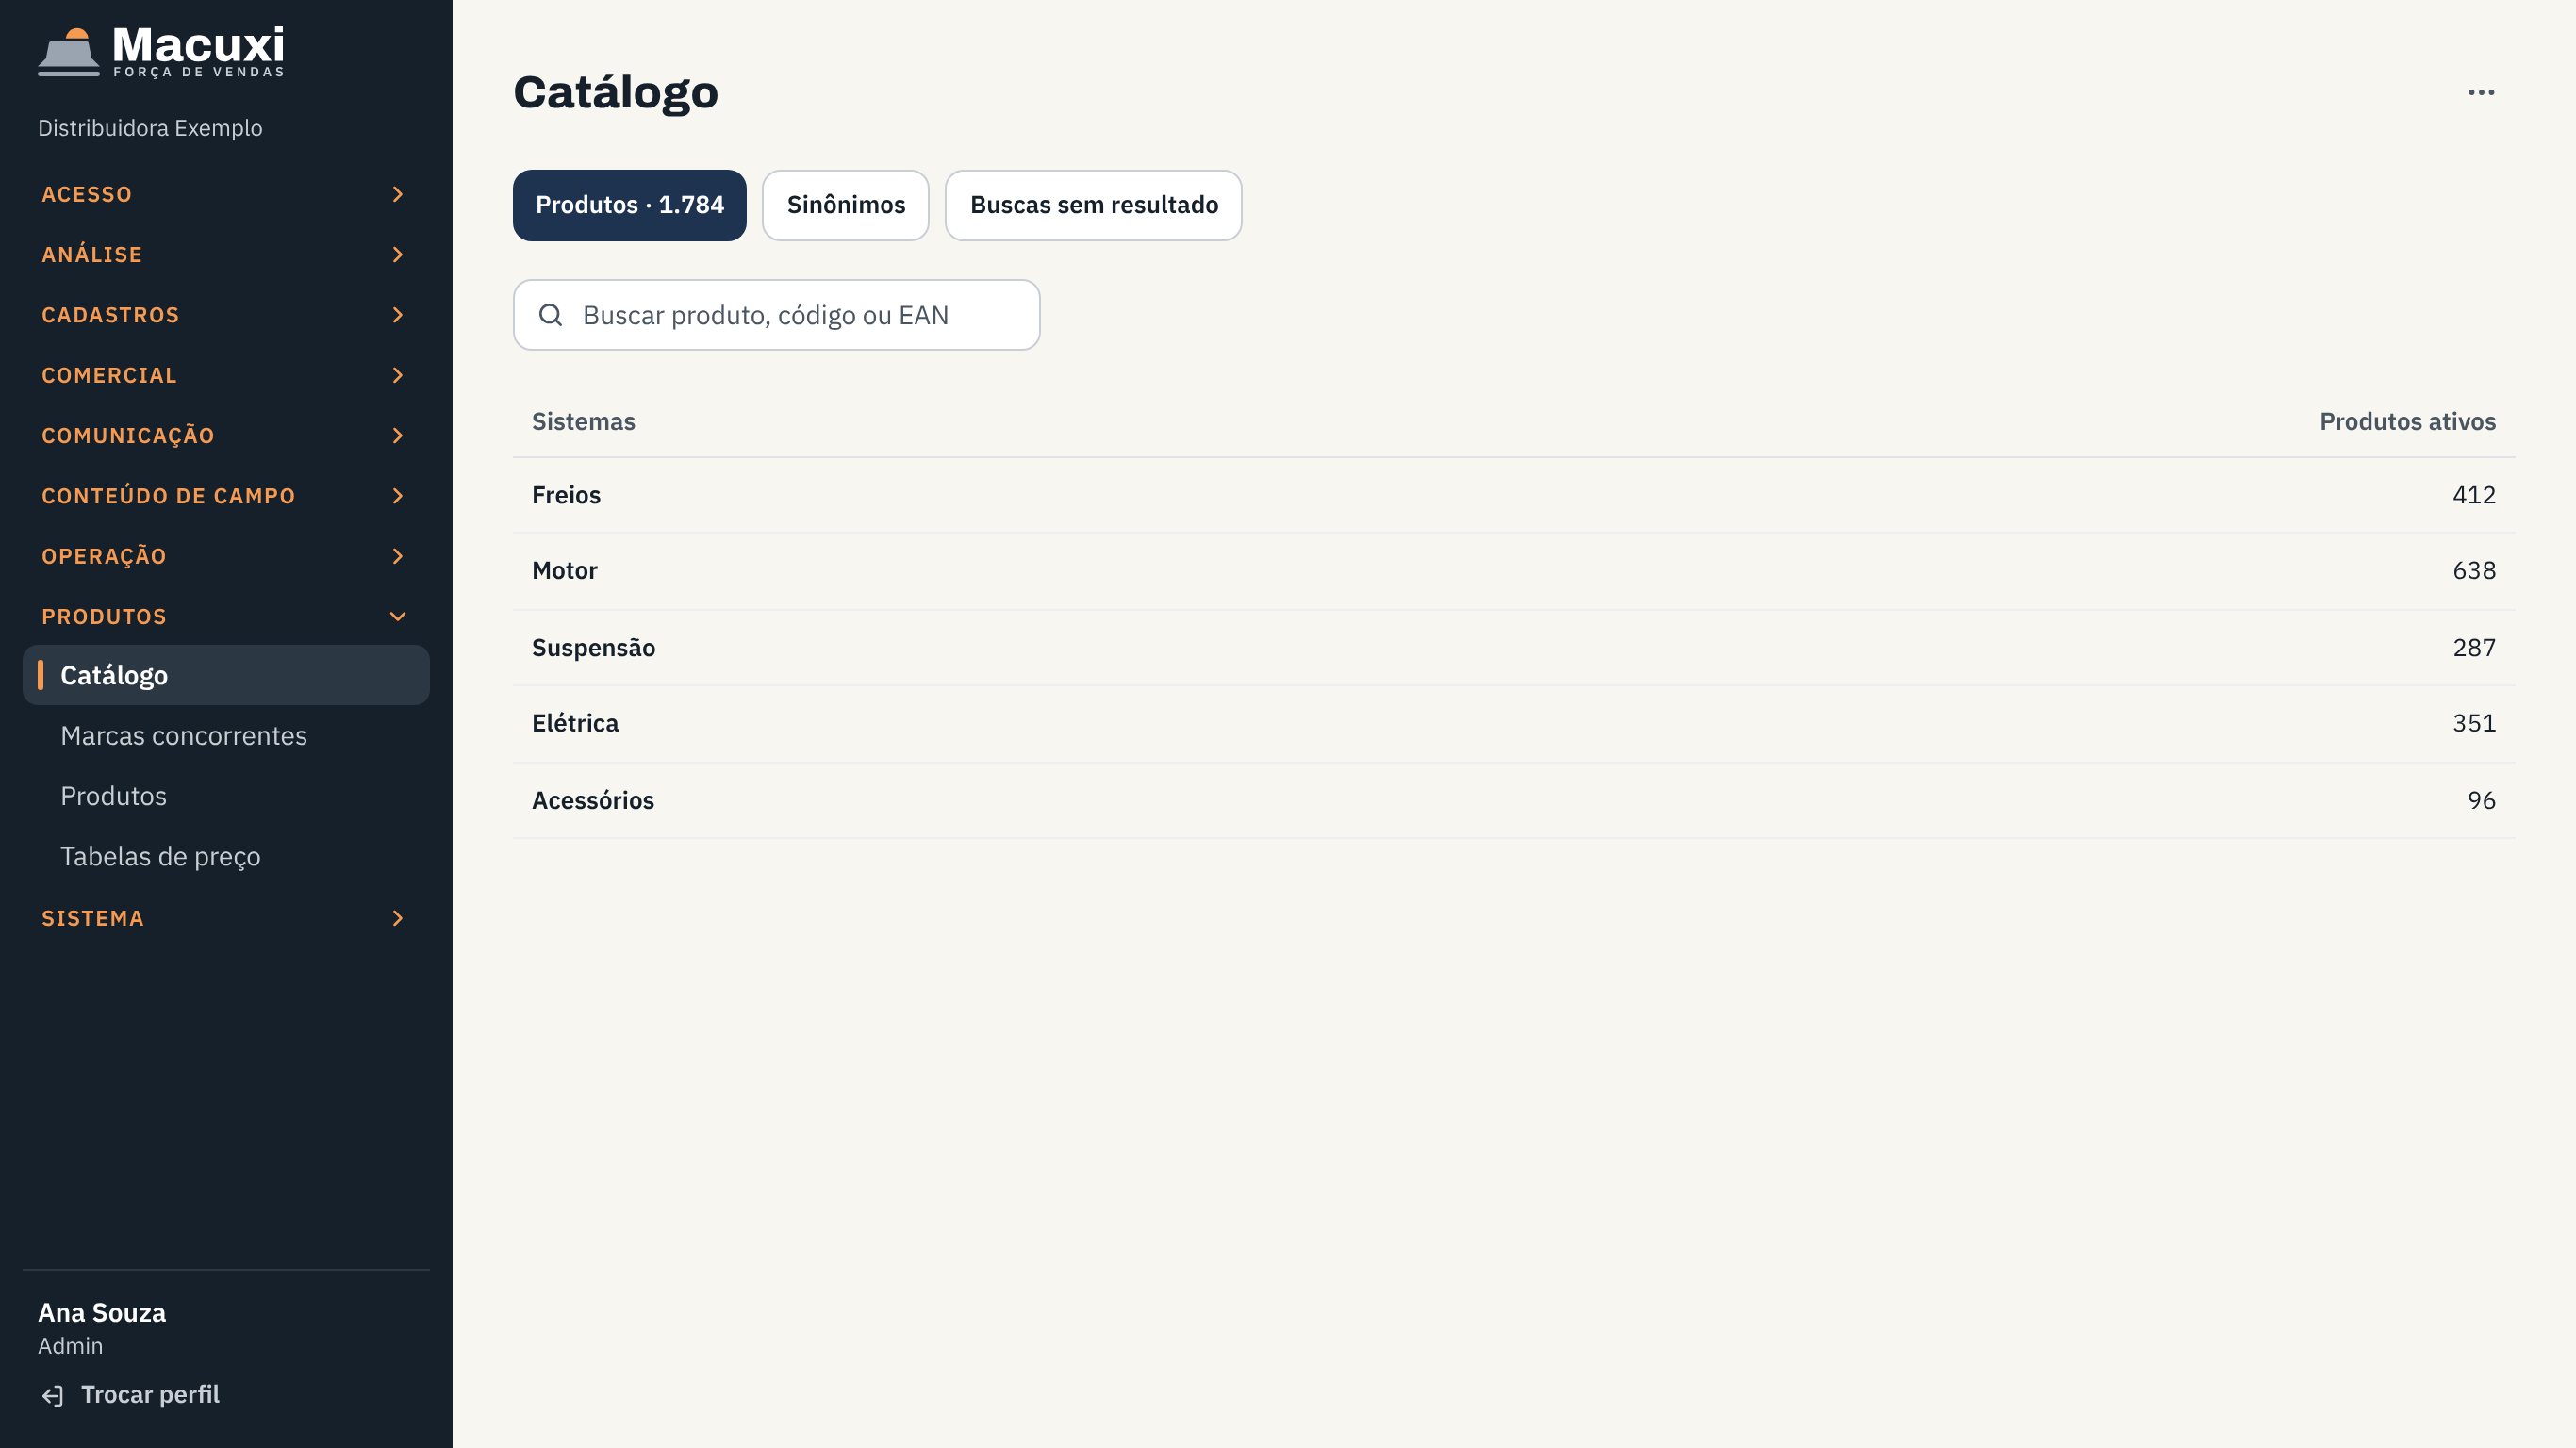 Macuxi
FORÇA DE VENDAS
Distribuidora Exemplo
ACESSO
ANÁLISE
CADASTROS
COMERCIAL
COMUNICAÇÃO
CONTEÚDO DE CAMPO
OPERAÇÃO
PRODUTOS
Catálogo
Marcas concorrentes
Produtos
Tabelas de preço
SISTEMA
Ana Souza
Admin
Trocar perfil
Catálogo
Produtos · 1.784
Sinônimos
Buscas sem resultado
Buscar produto, código ou EAN
Sistemas Produtos ativos
Freios 412
Motor 638
Suspensão 287
Elétrica 351
Acessórios 96